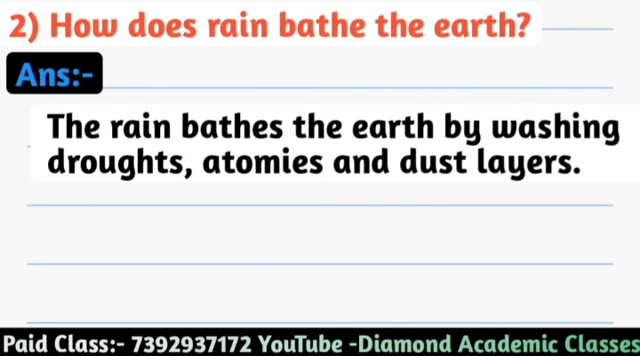 2) How does rain bathe the earth?
Ans:-
The rain bathes the earth by washing
droughts, atomies and dust layers.
Paid Class:- 7392937172 YouTube -Diamond Academic Classes